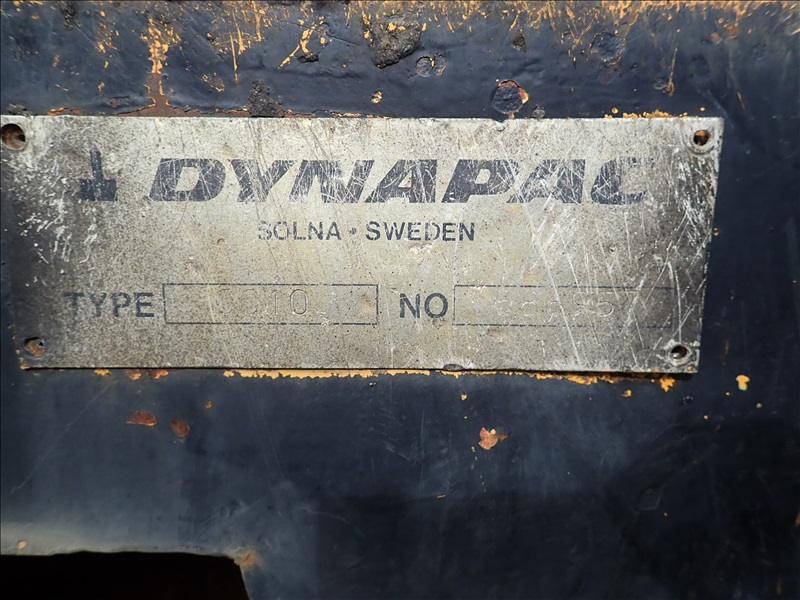 DYNAPAC
SOLNA • SWEDEN
TYPE NO